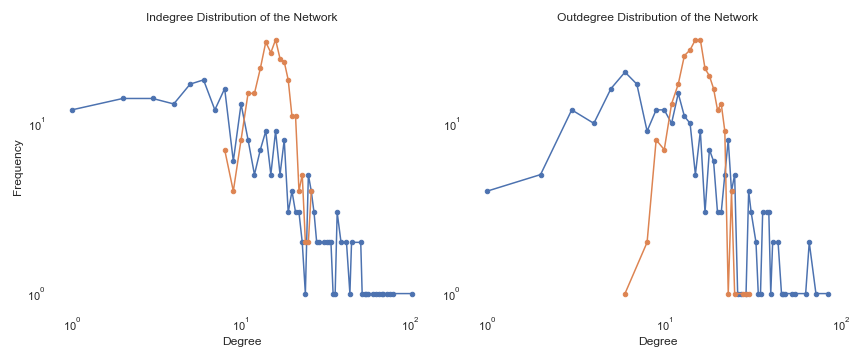 Indegree Distribution of the Network
Frequency
10¹
10⁰
10⁰
10¹
10²
Degree
Outdegree Distribution of the Network
10¹
10⁰
10⁰
10¹
10²
Degree